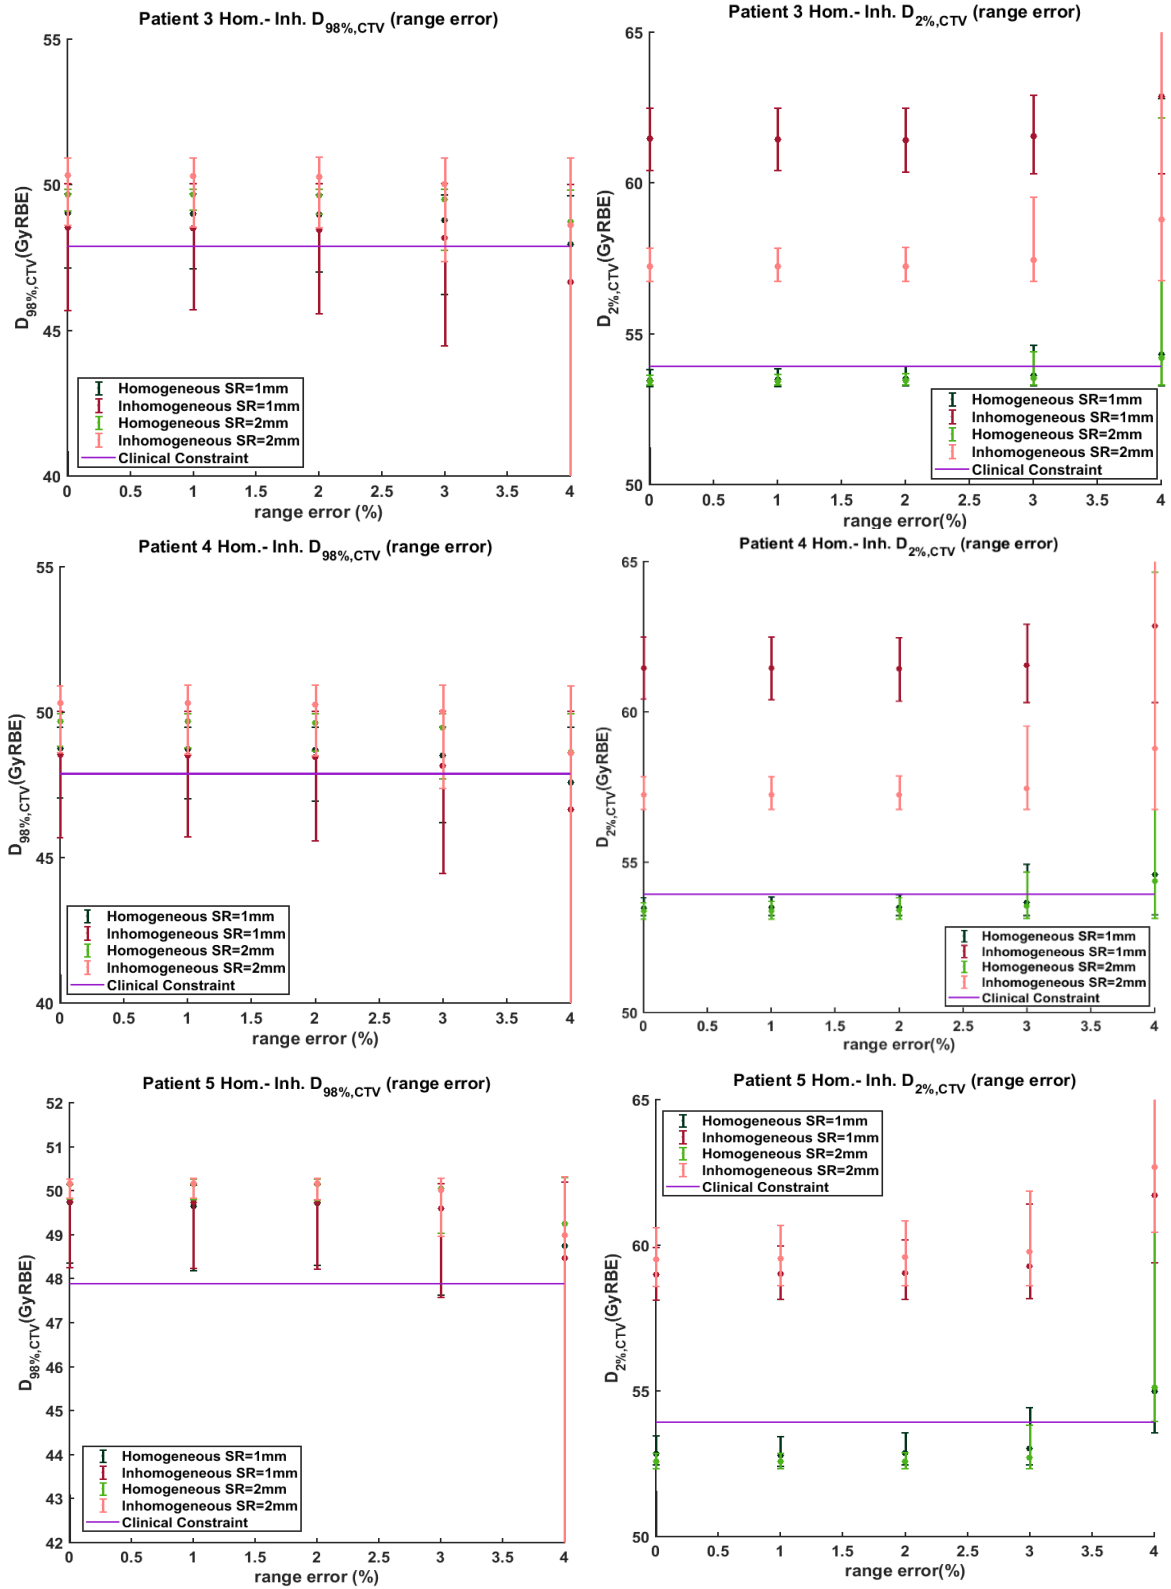 Patient 3 Hom.- Inh. D98%,CTV (range error)
55
50
45
40
D98%,CTV(GyRBE)
Homogeneous SR=1mm
Inhomogeneous SR=1mm
Homogeneous SR=2mm
Inhomogeneous SR=2mm
Clinical Constraint
0 0.5 1 1.5 2 2.5 3 3.5 4
range error (%)
Patient 3 Hom.- Inh. D2%,CTV (range error)
65
60
55
50
D2%,CTV(GyRBE)
Homogeneous SR=1mm
Inhomogeneous SR=1mm
Homogeneous SR=2mm
Inhomogeneous SR=2mm
Clinical Constraint
0 0.5 1 1.5 2 2.5 3 3.5 4
range error(%)
Patient 4 Hom.- Inh. D98%,CTV (range error)
55
50
45
40
D98%,CTV(GyRBE)
Homogeneous SR=1mm
Inhomogeneous SR=1mm
Homogeneous SR=2mm
Inhomogeneous SR=2mm
Clinical Constraint
0 0.5 1 1.5 2 2.5 3 3.5 4
range error (%)
Patient 4 Hom.- Inh. D2%,CTV (range error)
65
60
55
50
D2%,CTV(GyRBE)
Homogeneous SR=1mm
Inhomogeneous SR=1mm
Homogeneous SR=2mm
Inhomogeneous SR=2mm
Clinical Constraint
0 0.5 1 1.5 2 2.5 3 3.5 4
range error(%)
Patient 5 Hom.- Inh. D98%,CTV (range error)
52
51
50
49
48
47
46
45
44
43
42
D98%,CTV(GyRBE)
Homogeneous SR=1mm
Inhomogeneous SR=1mm
Homogeneous SR=2mm
Inhomogeneous SR=2mm
Clinical Constraint
0 0.5 1 1.5 2 2.5 3 3.5 4
range error (%)
Patient 5 Hom.- Inh. D2%,CTV (range error)
65
60
55
50
D2%,CTV(GyRBE)
Homogeneous SR=1mm
Inhomogeneous SR=1mm
Homogeneous SR=2mm
Inhomogeneous SR=2mm
Clinical Constraint
0 0.5 1 1.5 2 2.5 3 3.5 4
range error(%)